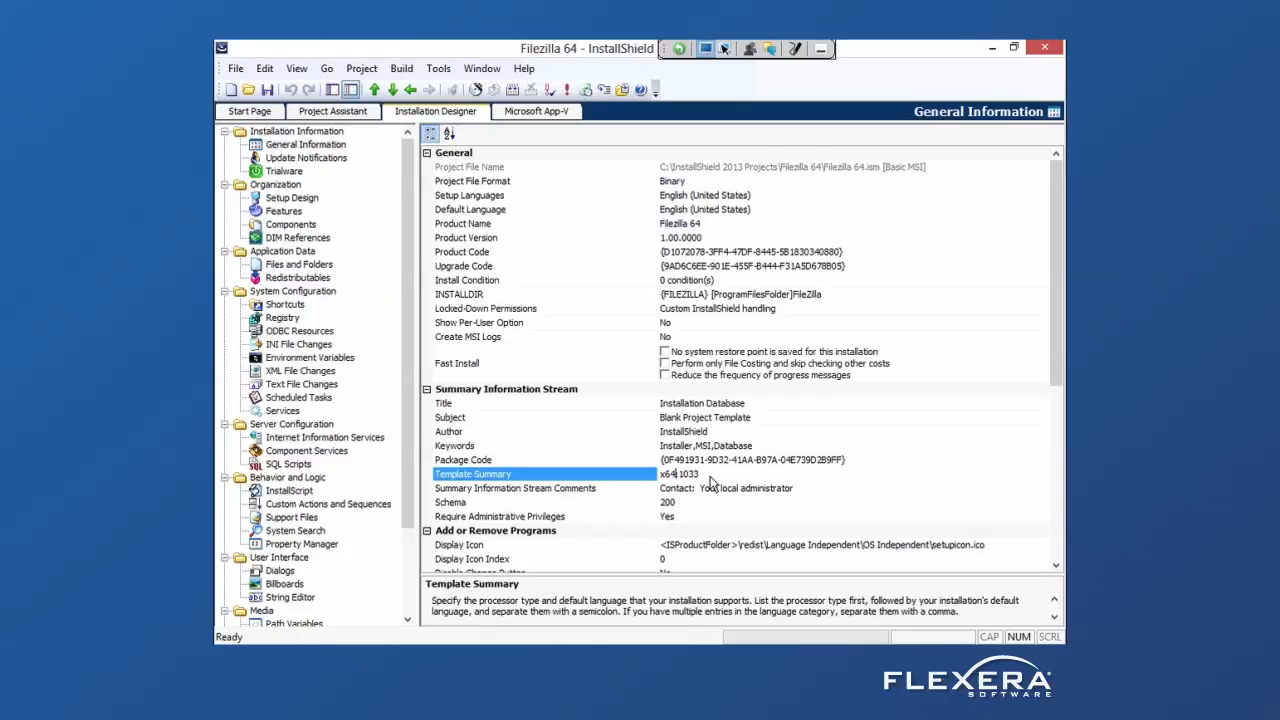 Filezilla 64 - InstallShield
File Edit View Go Project Build Tools Window Help
Start Page Project Assistant Installation Designer Microsoft App-V General Information
Installation Information
General Information
Update Notifications
Trialware
Organization
Setup Design
Features
Components
DIM References
Application Data
Files and Folders
Redistributables
System Configuration
Shortcuts
Registry
ODBC Resources
INI File Changes
Environment Variables
XML File Changes
Text File Changes
Scheduled Tasks
Services
Server Configuration
Internet Information Services
Component Services
SQL Scripts
Behavior and Logic
InstallScript
Custom Actions and Sequences
Support Files
System Search
Property Manager
User Interface
Dialogs
Billboards
String Editor
Media
Path Variables
General
Project File Name C:\InstallShield 2013 Projects\Filezilla 64\Filezilla 64.ism [Basic MSI]
Project File Format Binary
Setup Languages English (United States)
Default Language English (United States)
Product Name Filezilla 64
Product Version 1.00.0000
Product Code {D1072078-3FF4-47DF-8445-5B1830340880}
Upgrade Code {9AD6C6EE-901E-455F-B444-F31A5D678B05}
Install Condition 0 condition(s)
INSTALLDIR {FILEZILLA} [ProgramFilesFolder]FileZilla
Locked-Down Permissions Custom InstallShield handling
Show Per-User Option No
Create MSI Logs No
Fast Install
No system restore point is saved for this installation
Perform only File Costing and skip checking other costs
Reduce the frequency of progress messages
Summary Information Stream
Title Installation Database
Subject Blank Project Template
Author InstallShield
Keywords Installer,MSI,Database
Package Code {0F491931-9D32-41AA-B97A-04E739D2B9FF}
Template Summary x64;1033
Summary Information Stream Comments Contact: Your local administrator
Schema 200
Require Administrative Privileges Yes
Add or Remove Programs
Display Icon <ISProductFolder>\redist\Language Independent\OS Independent\setupicon.ico
Display Icon Index 0
Template Summary
Specify the processor type and default language that your installation supports. List the processor type first, followed by your installation's default
language, and separate them with a semicolon. If you have multiple entries in the language category, separate them with a comma.
Ready CAP NUM SCRL
FLEXERA
SOFTWARE